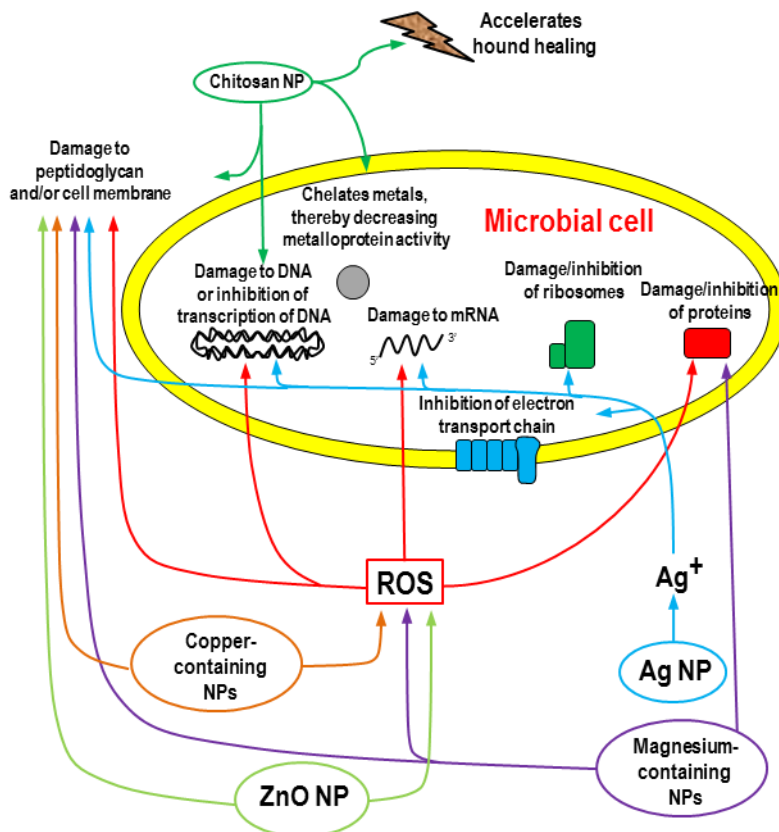 Accelerates
hound healing
Chitosan NP
Damage to
peptidoglycan
and/or cell membrane
Chelates metals,
thereby decreasing
metalloprotein activity
Microbial cell
Damage to DNA
or inhibition of
transcription of DNA
Damage to mRNA
5'
3'
Damage/inhibition
of ribosomes
Damage/inhibition
of proteins
Inhibition of electron
transport chain
ROS
Ag+
Copper-
containing
NPs
Ag NP
Magnesium-
containing
NPs
ZnO NP